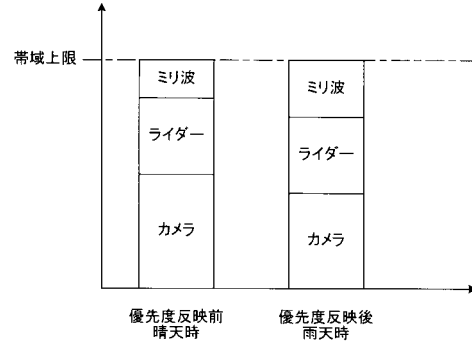 帯域上限
ミリ波
ミリ波
ライダー
ライダー
カメラ
カメラ
優先度反映前
晴天時
優先度反映後
雨天時